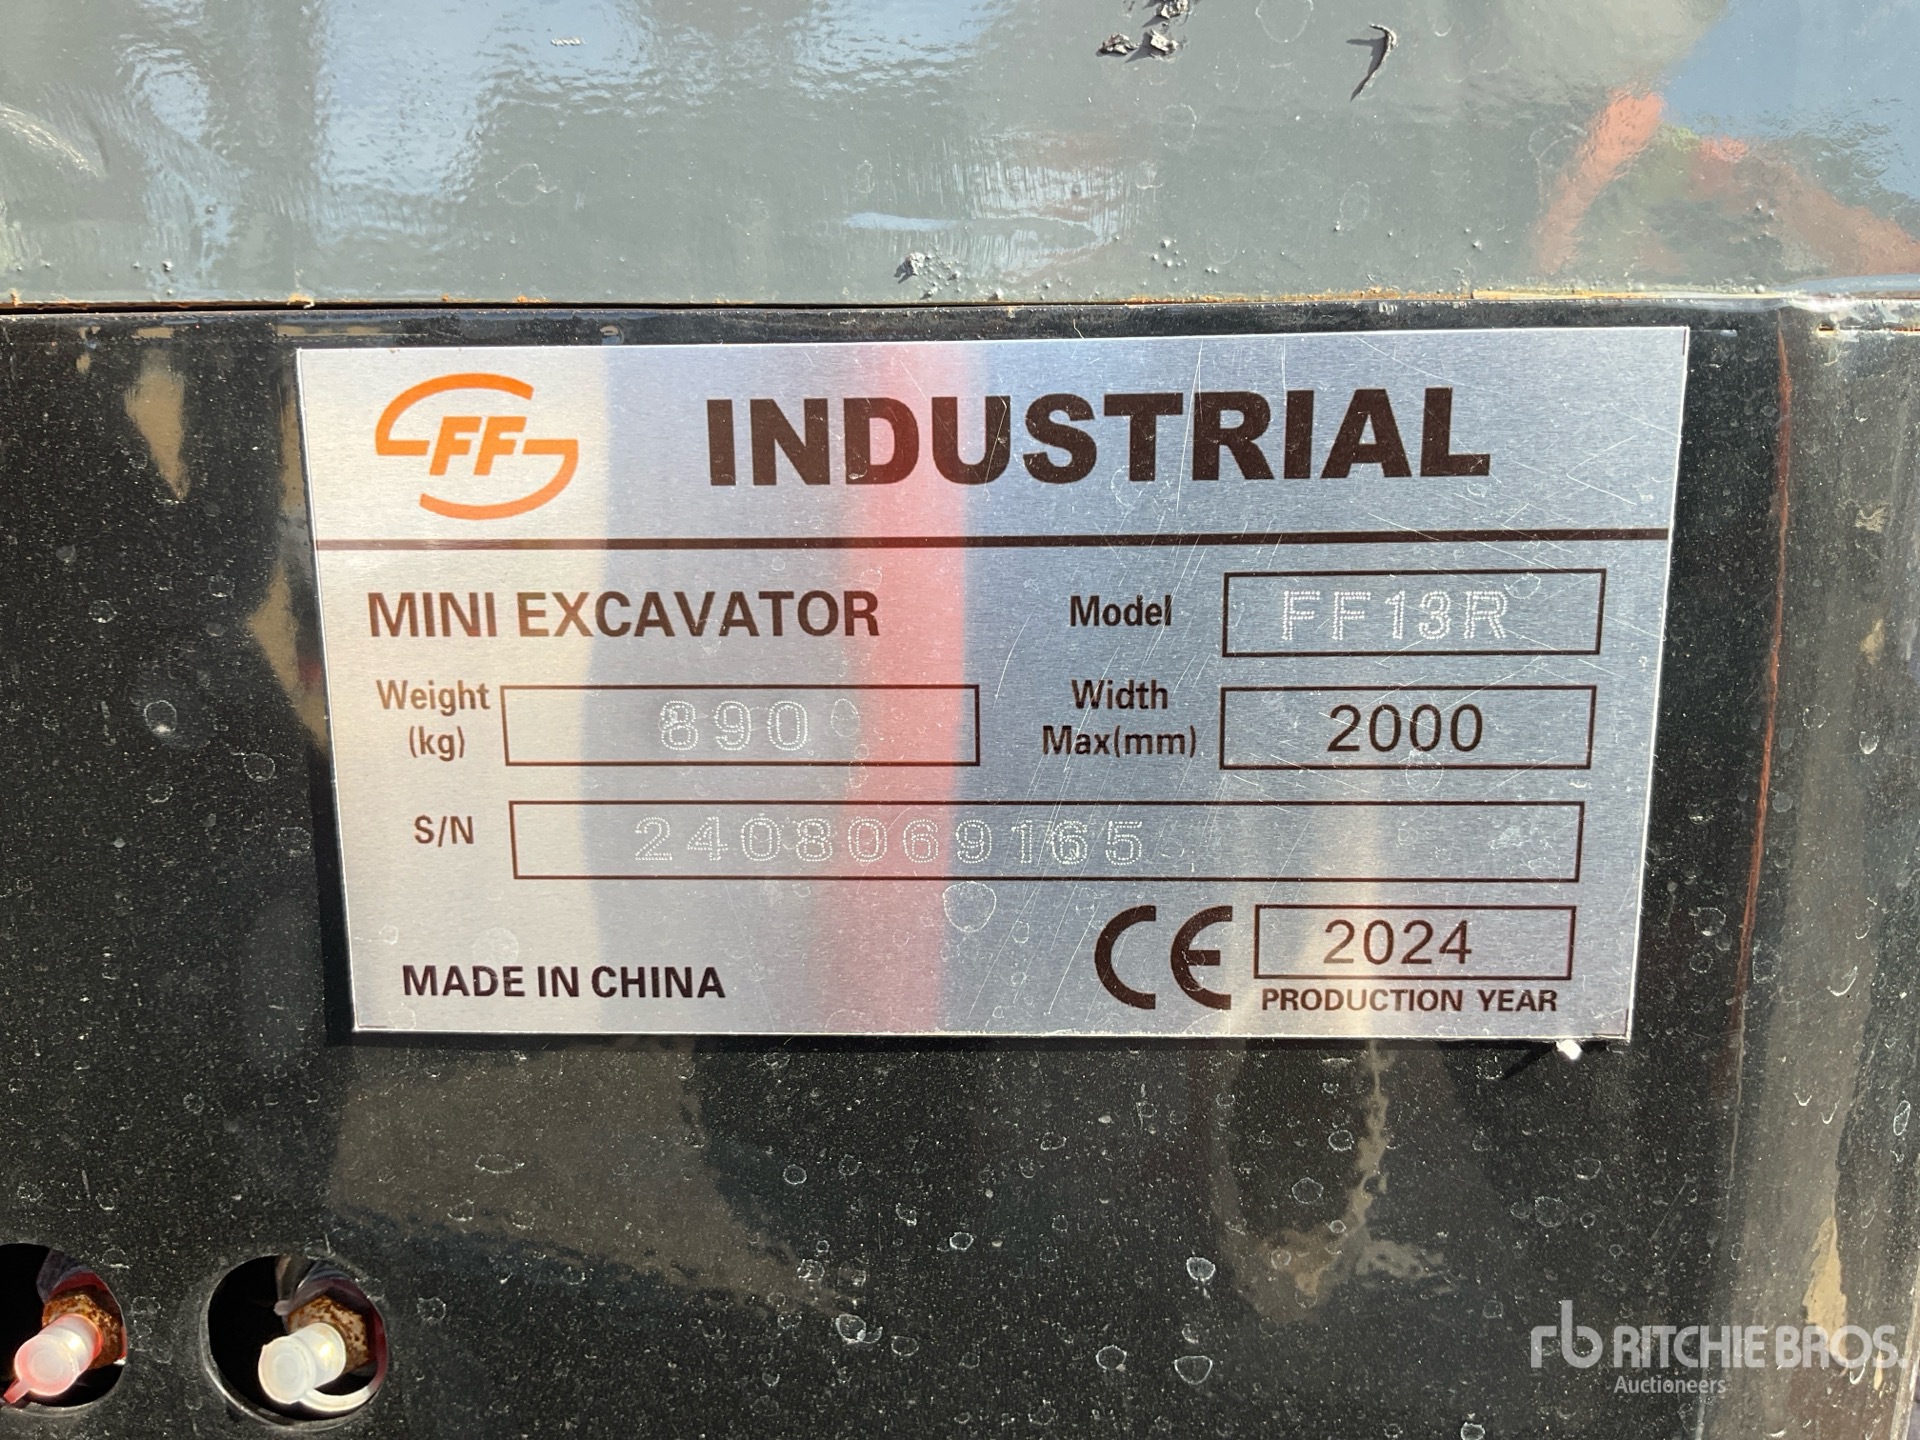 FF INDUSTRIAL
MINI EXCAVATOR Model FF13R
Weight (kg) 890 Width Max(mm) 2000
S/N 2408069165
MADE IN CHINA CE 2024
PRODUCTION YEAR
rb RITCHIE BROS.
Auctioneers